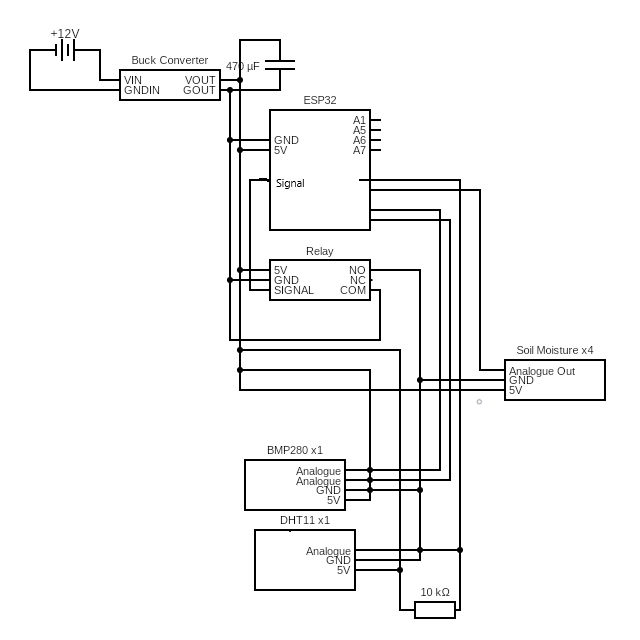 +12V
Buck Converter
VIN
GNDIN
VOUT
GOUT
470 µF
ESP32
A1
A5
A6
A7
GND
5V
Signal
Relay
5V
GND
SIGNAL
NO
NC
COM
Soil Moisture x4
Analogue Out
GND
5V
BMP280 x1
Analogue
Analogue
GND
5V
DHT11 x1
Analogue
GND
5V
10 kΩ